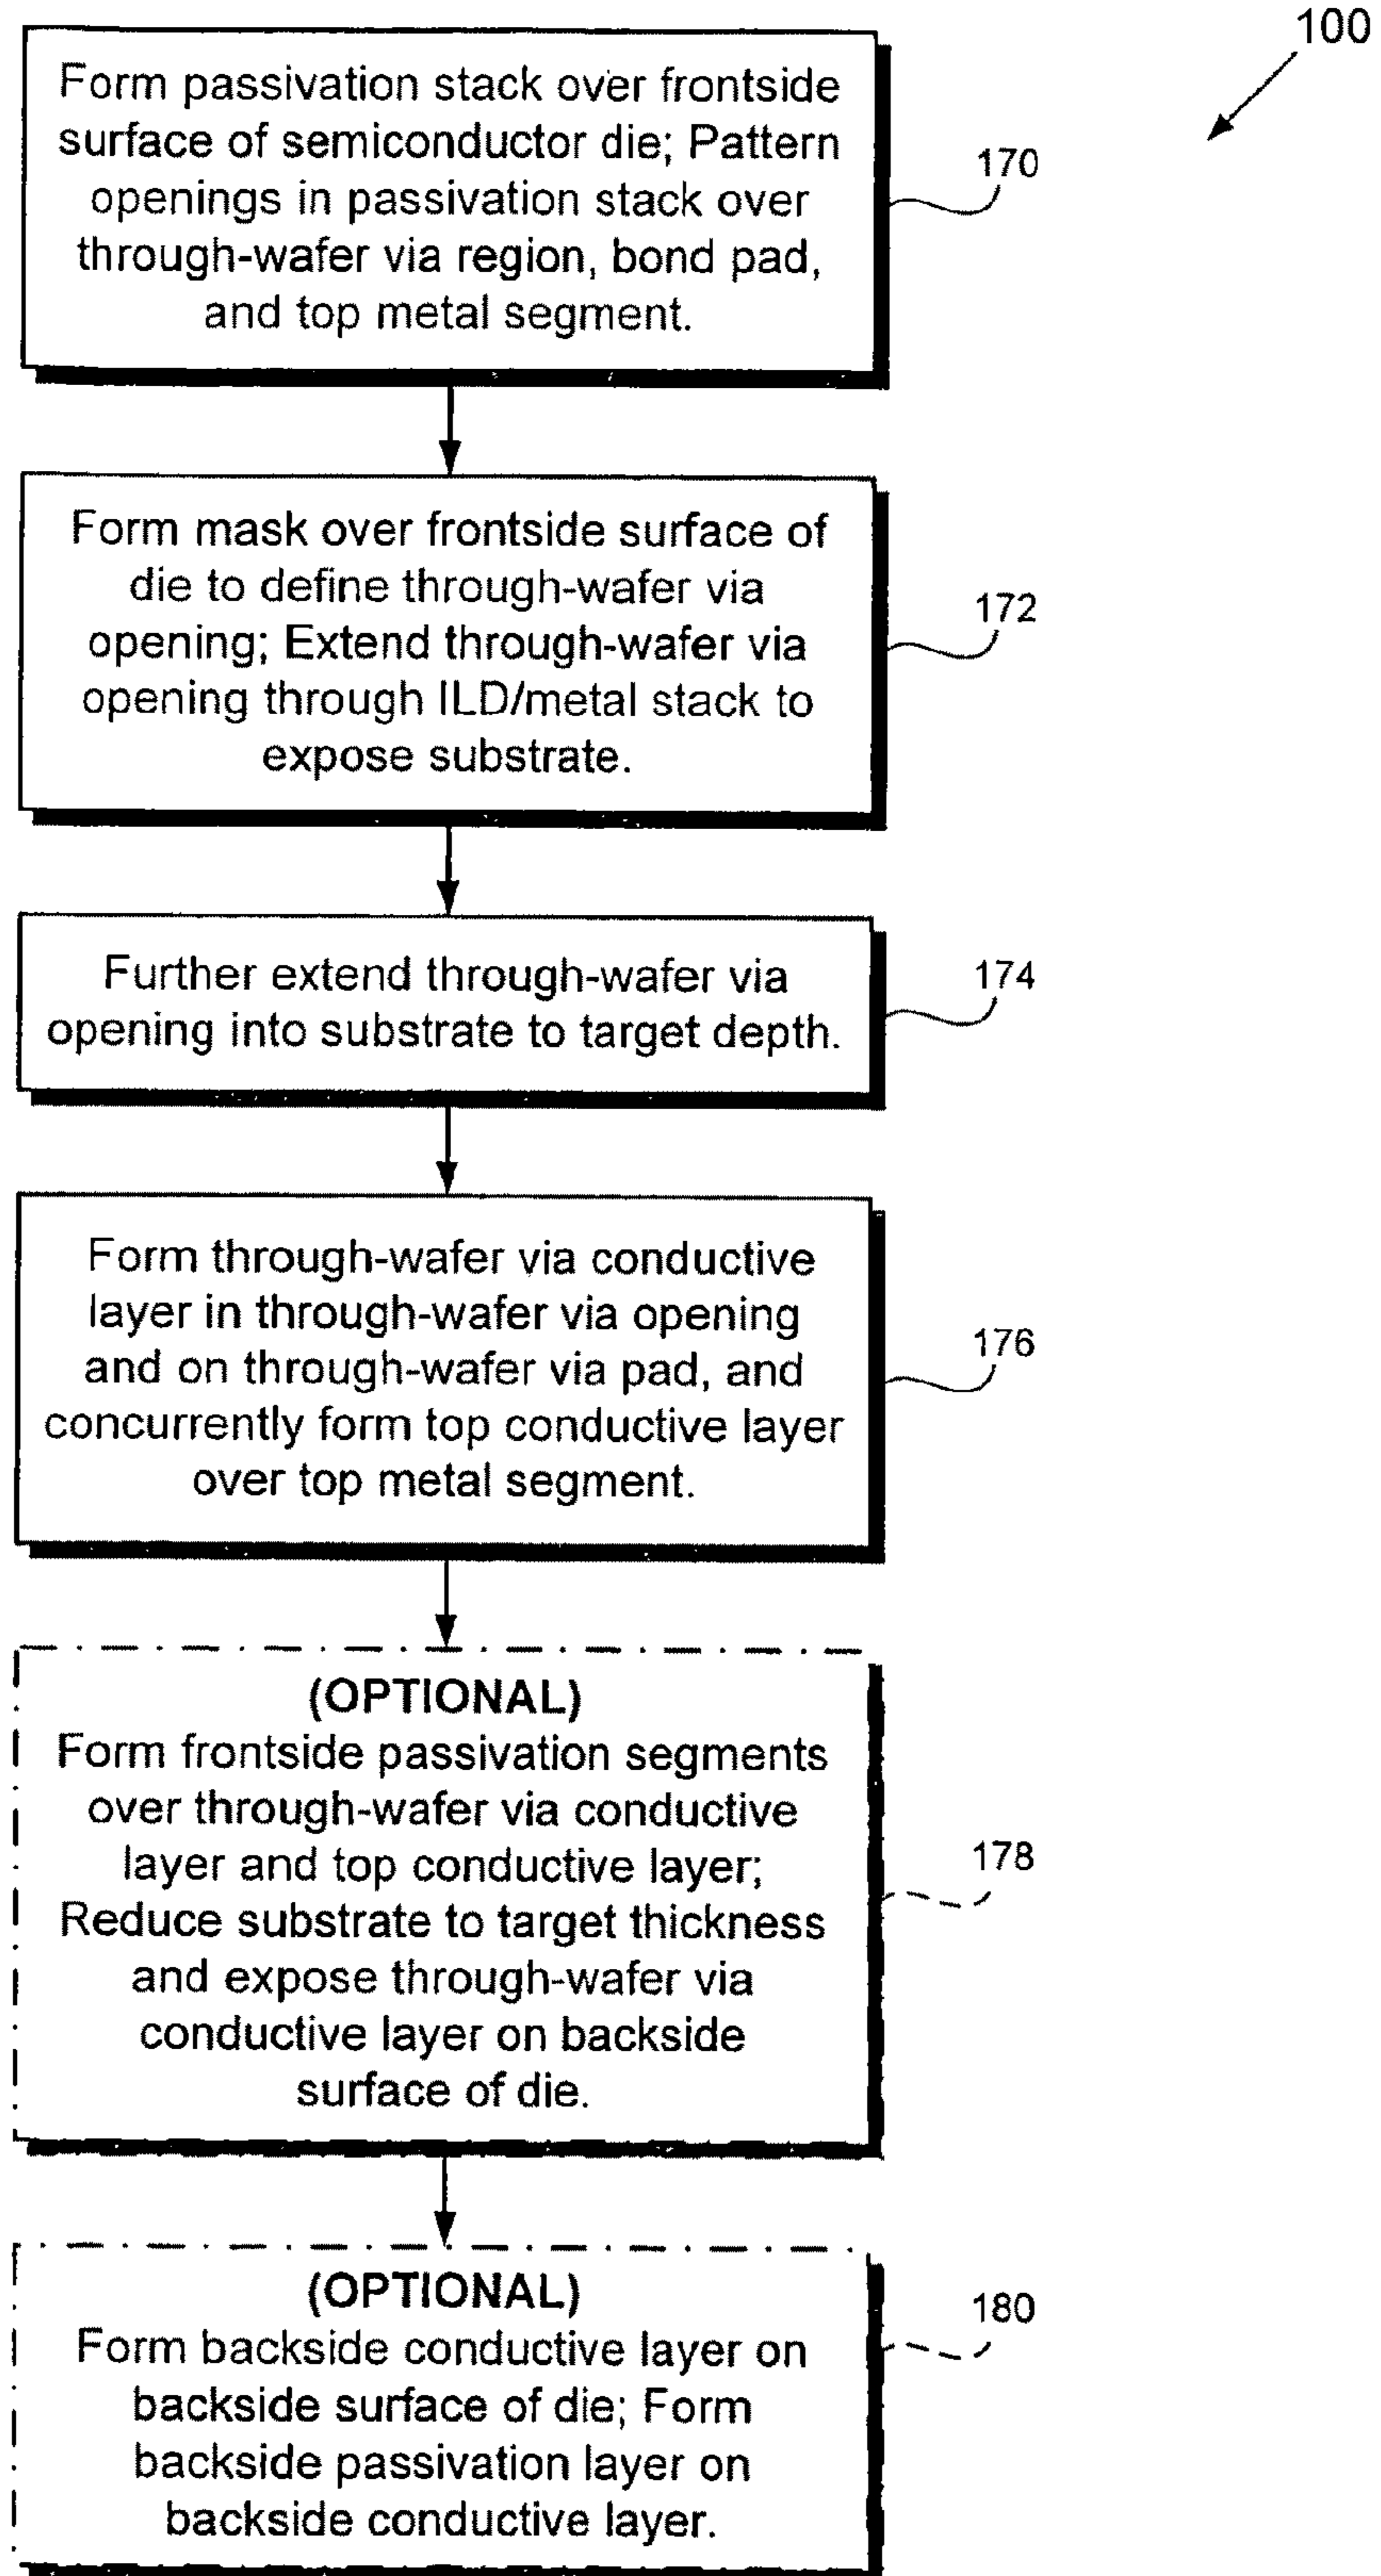 100
Form passivation stack over frontside
surface of semiconductor die; Pattern
openings in passivation stack over
through-wafer via region, bond pad,
and top metal segment.
170
Form mask over frontside surface of
die to define through-wafer via
opening; Extend through-wafer via
opening through ILD/metal stack to
expose substrate.
172
Further extend through-wafer via
opening into substrate to target depth.
174
Form through-wafer via conductive
layer in through-wafer via opening
and on through-wafer via pad, and
concurrently form top conductive layer
over top metal segment.
176
(OPTIONAL)
Form frontside passivation segments
over through-wafer via conductive
layer and top conductive layer;
Reduce substrate to target thickness
and expose through-wafer via
conductive layer on backside
surface of die.
178
(OPTIONAL)
Form backside conductive layer on
backside surface of die; Form
backside passivation layer on
backside conductive layer.
180